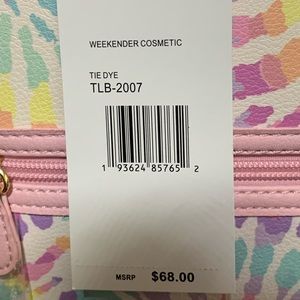 WEEKENDER COSMETIC
TIE DYE
TLB-2007
1 93624 85765 2
MSRP $68.00